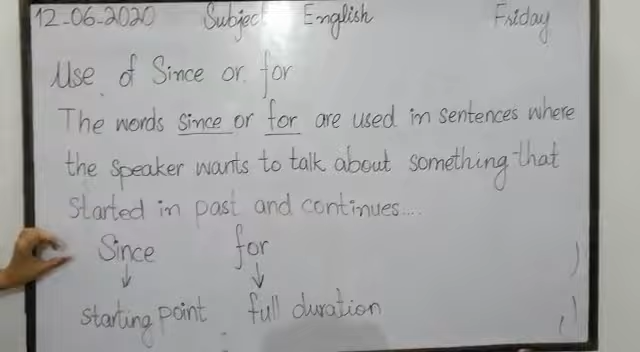 12-06-2020 Subject English Friday
Use of Since or for
The words since or for are used in sentences where
the speaker wants to talk about something that
started in past and continues....
Since for
starting point full duration